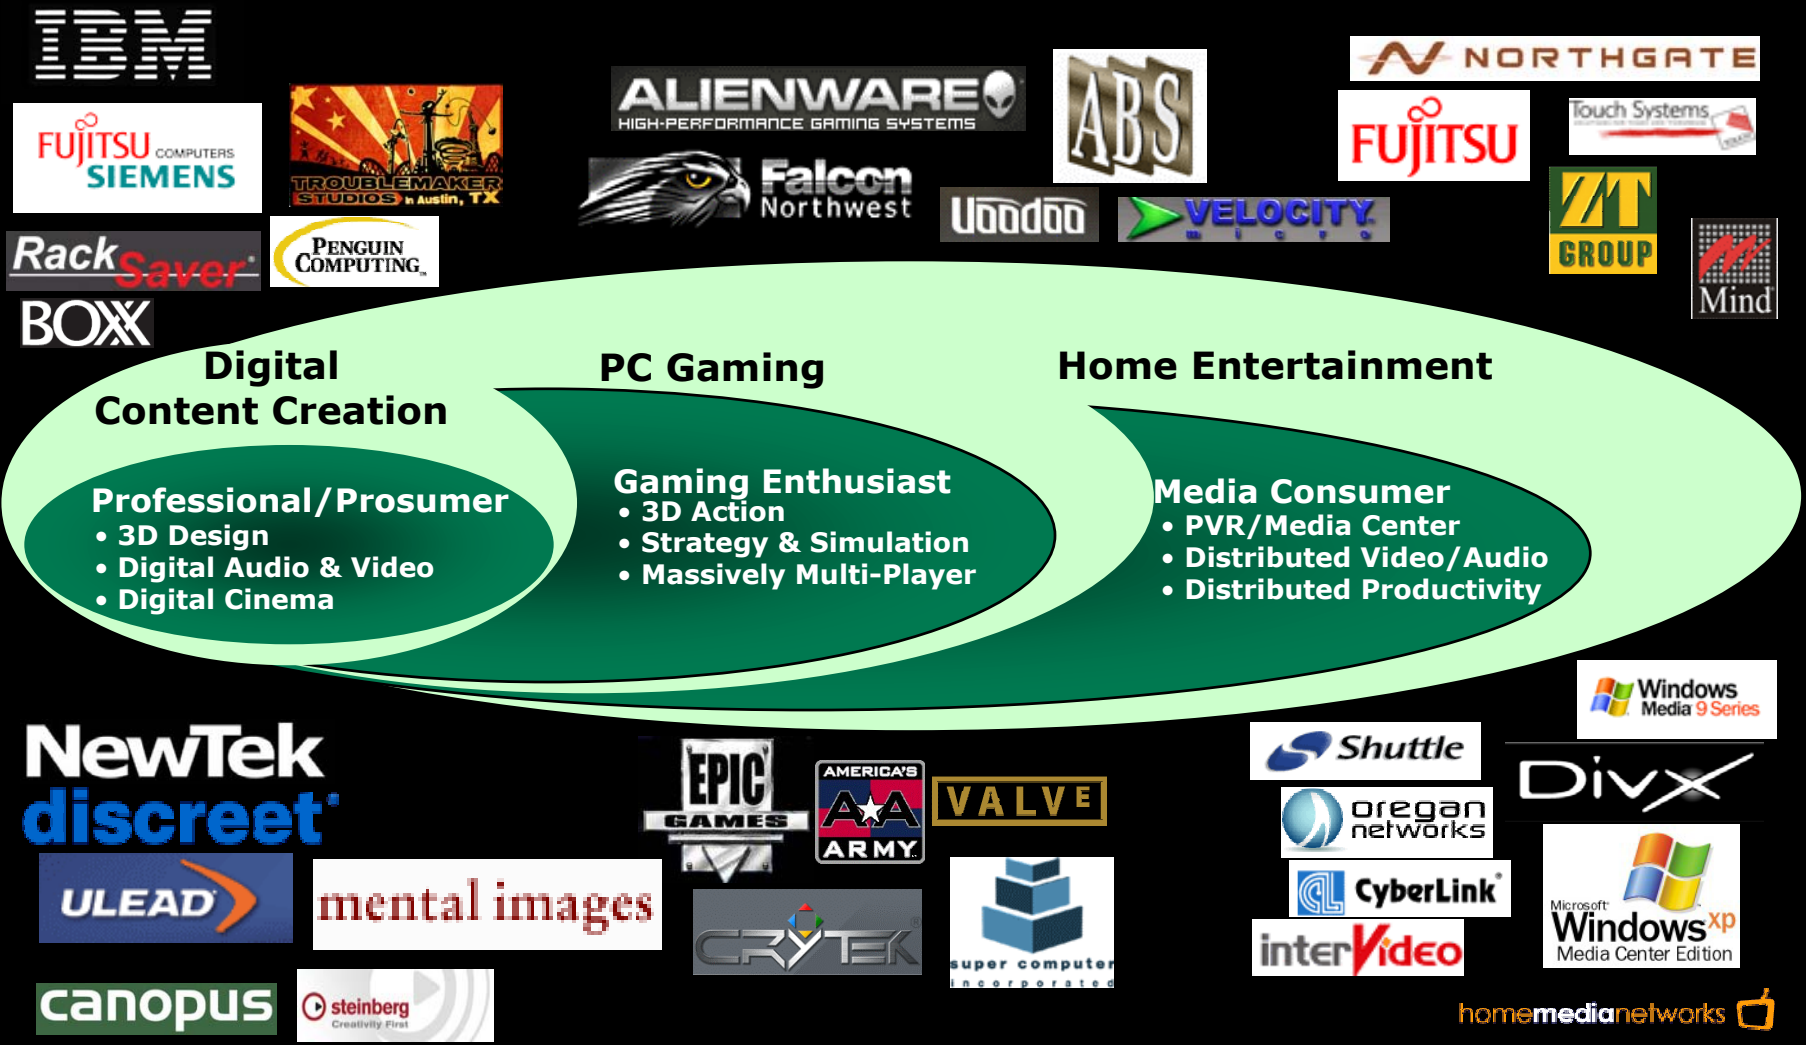 IBM
FUJITSU COMPUTERS
SIEMENS
TROUBLEMAKER
STUDIOS in Austin, TX
RackSaver
PENGUIN
COMPUTING
BOXX
ALIENWARE
HIGH-PERFORMANCE GAMING SYSTEMS
ABS
Falcon
Northwest
VOODOO
VELOCITY
micro
NORTHGATE
FUJITSU
Touch Systems
ZT
GROUP
Mind
Digital
Content Creation
PC Gaming
Home Entertainment
Professional/Prosumer
• 3D Design
• Digital Audio & Video
• Digital Cinema
Gaming Enthusiast
• 3D Action
• Strategy & Simulation
• Massively Multi-Player
Media Consumer
• PVR/Media Center
• Distributed Video/Audio
• Distributed Productivity
NewTek
discreet
ULEAD
mental images
canopus
steinberg
Creativity First
EPIC
GAMES
AMERICA'S
AA
ARMY
VALVE
CRYTEK
super computer
incorporated
Windows
Media 9 Series
Shuttle
DivX
oregan
networks
CyberLink
interVideo
Microsoft
Windows xp
Media Center Edition
homemedianetworks